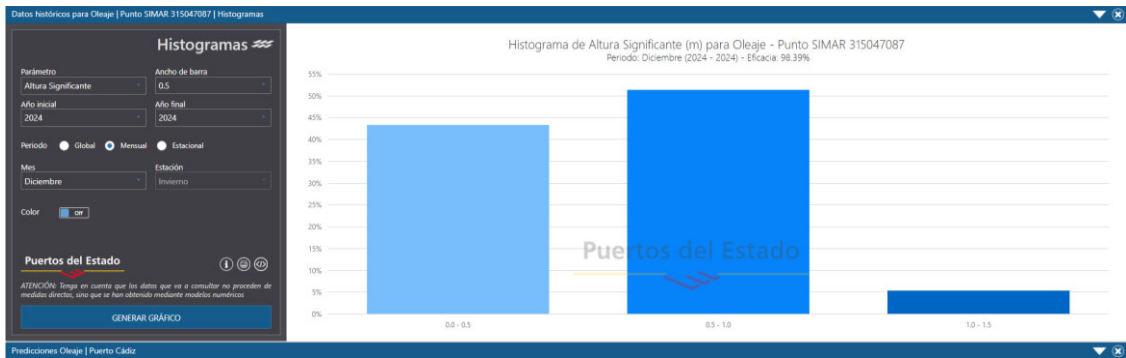 Datos históricos para Oleaje | Punto SIMAR 315047087 | Histogramas
Histogramas
Parámetro
Ancho de barra
Altura Significante
0.5
Año inicial
Año final
2024
2024
Periodo
Global
Mensual
Estacional
Mes
Estación
Diciembre
Invierno
Color
Off
Puertos del Estado
ATENCIÓN: Tenga en cuenta que los datos que va a consultar no proceden de
medidas directas, sino que se han obtenido mediante modelos numéricos
GENERAR GRÁFICO
Histograma de Altura Significante (m) para Oleaje - Punto SIMAR 315047087
Periodo: Diciembre (2024 - 2024) - Eficacia: 98.39%
55%
50%
45%
40%
35%
30%
25%
20%
15%
10%
5%
0%
Puertos del Estado
0.0 - 0.5
0.5 - 1.0
1.0 - 1.5
Predicciones Oleaje | Puerto Cádiz